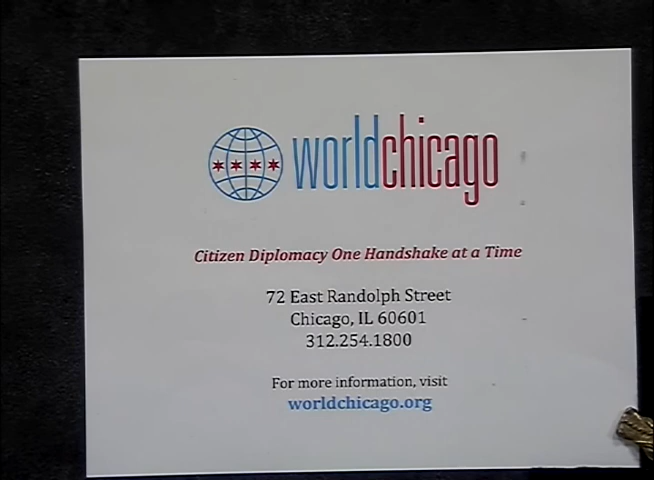 worldchicago
Citizen Diplomacy One Handshake at a Time
72 East Randolph Street
Chicago, IL 60601
312.254.1800
For more information, visit
worldchicago.org